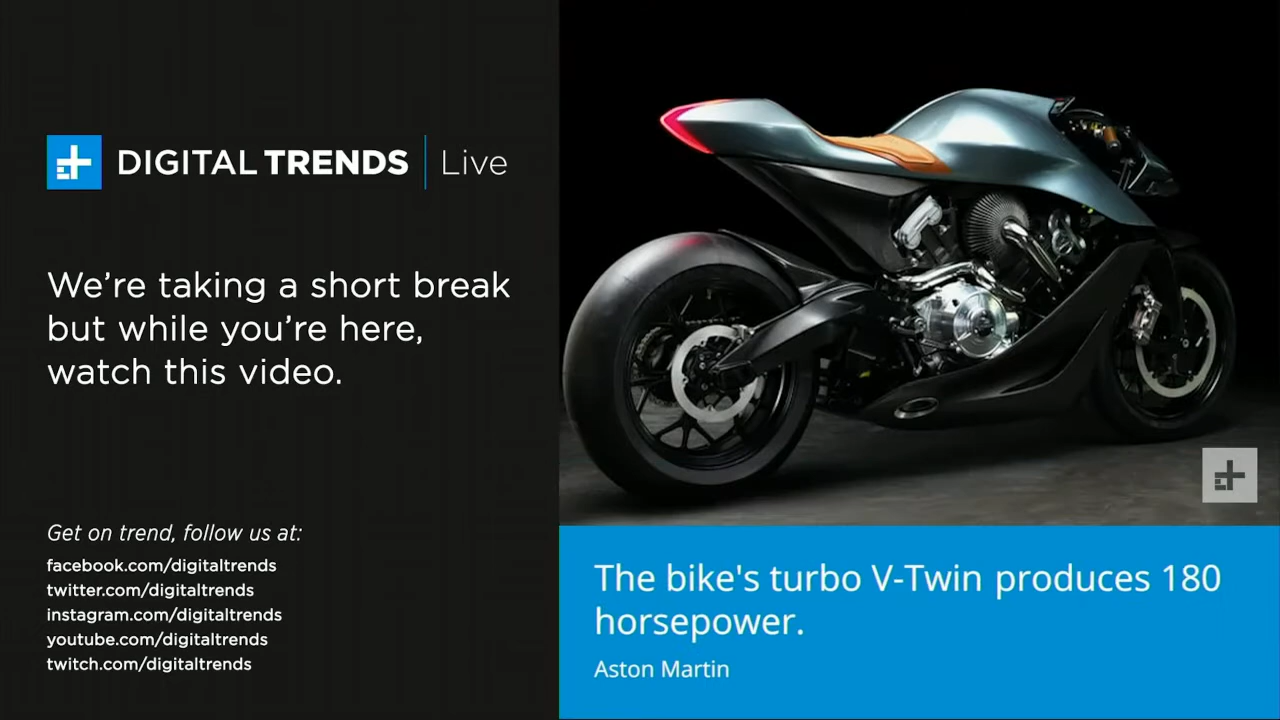 DIGITAL TRENDS Live
We're taking a short break
but while you're here,
watch this video.
Get on trend, follow us at:
facebook.com/digitaltrends
twitter.com/digitaltrends
instagram.com/digitaltrends
youtube.com/digitaltrends
twitch.com/digitaltrends
The bike's turbo V-Twin produces 180
horsepower.
Aston Martin